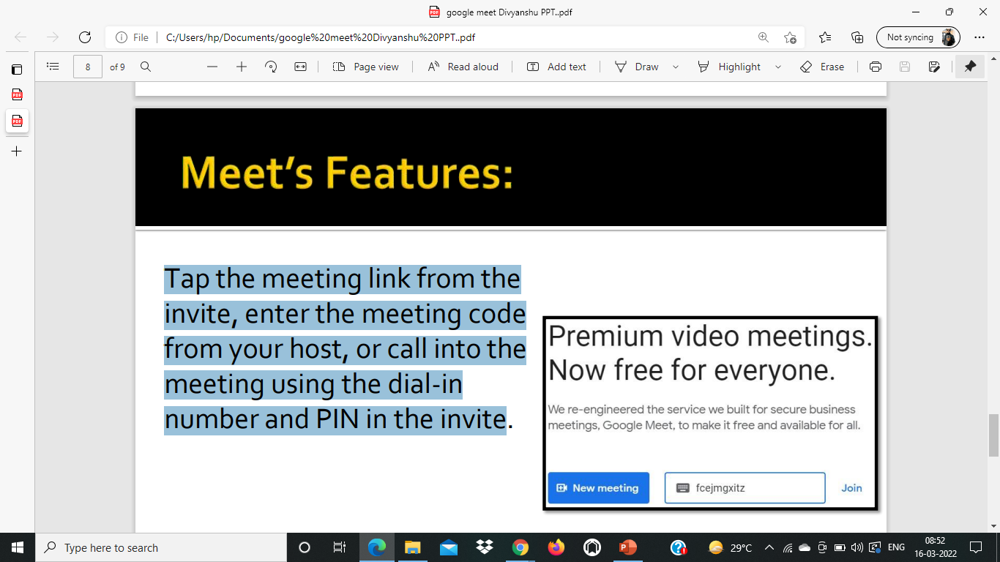 google meet Divyanshu PPT..pdf
File
C:/Users/hp/Documents/google%20meet%20Divyanshu%20PPT..pdf
Not syncing
8 of 9
Page view
Read aloud
Add text
Draw
Highlight
Erase
Meet's Features:
Tap the meeting link from the
invite, enter the meeting code
from your host, or call into the
meeting using the dial-in
number and PIN in the invite.
Premium video meetings.
Now free for everyone.
We re-engineered the service we built for secure business
meetings, Google Meet, to make it free and available for all.
New meeting
fcejmgxitz
Join
Type here to search
29°C
ENG
08:52
16-03-2022